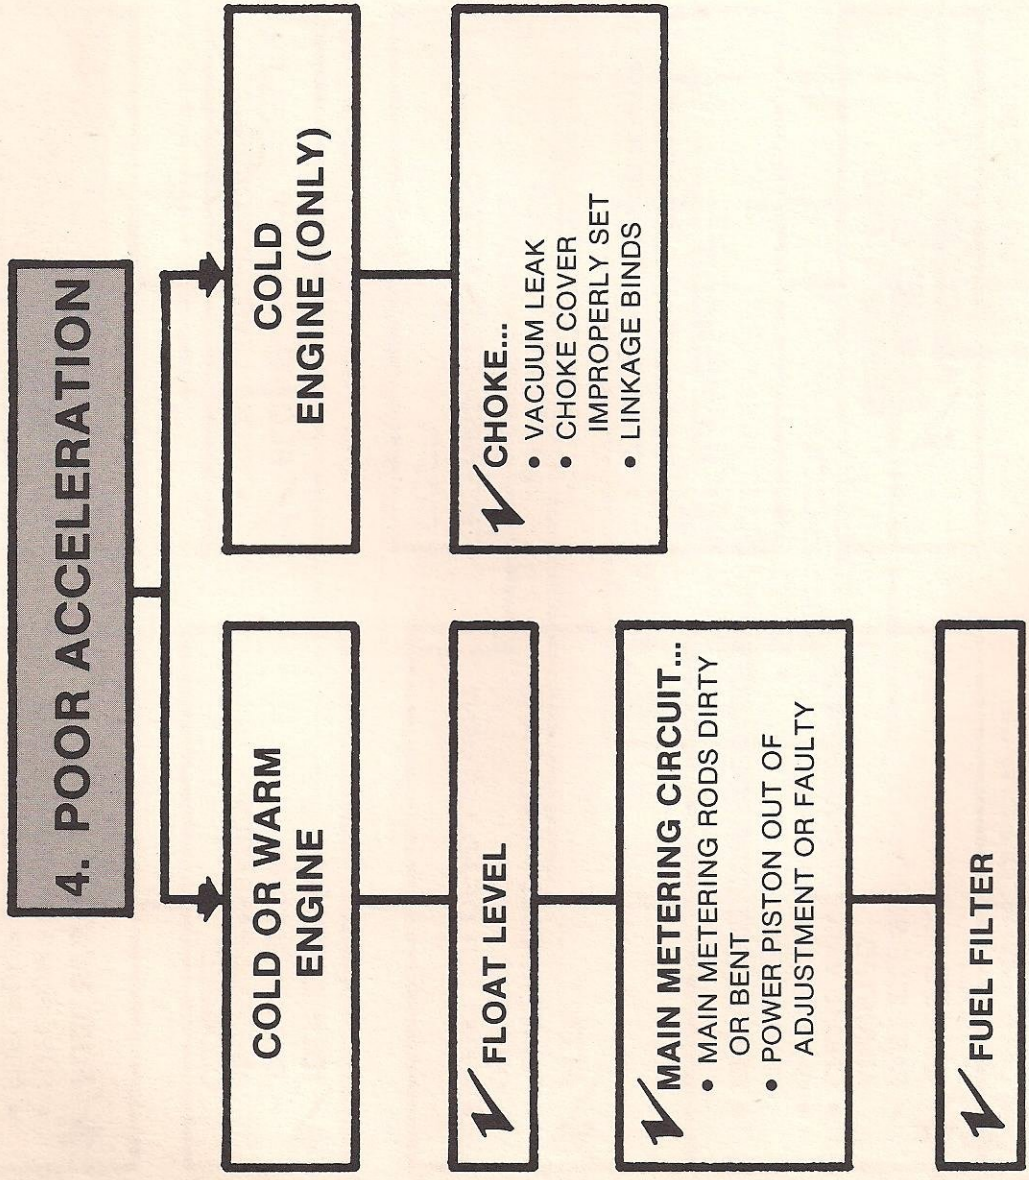 4. POOR ACCELERATION
COLD OR WARM
ENGINE
FLOAT LEVEL
MAIN METERING CIRCUIT...
• MAIN METERING RODS DIRTY
OR BENT
• POWER PISTON OUT OF
ADJUSTMENT OR FAULTY
FUEL FILTER
COLD
ENGINE (ONLY)
CHOKE...
• VACUUM LEAK
• CHOKE COVER
IMPROPERLY SET
• LINKAGE BINDS